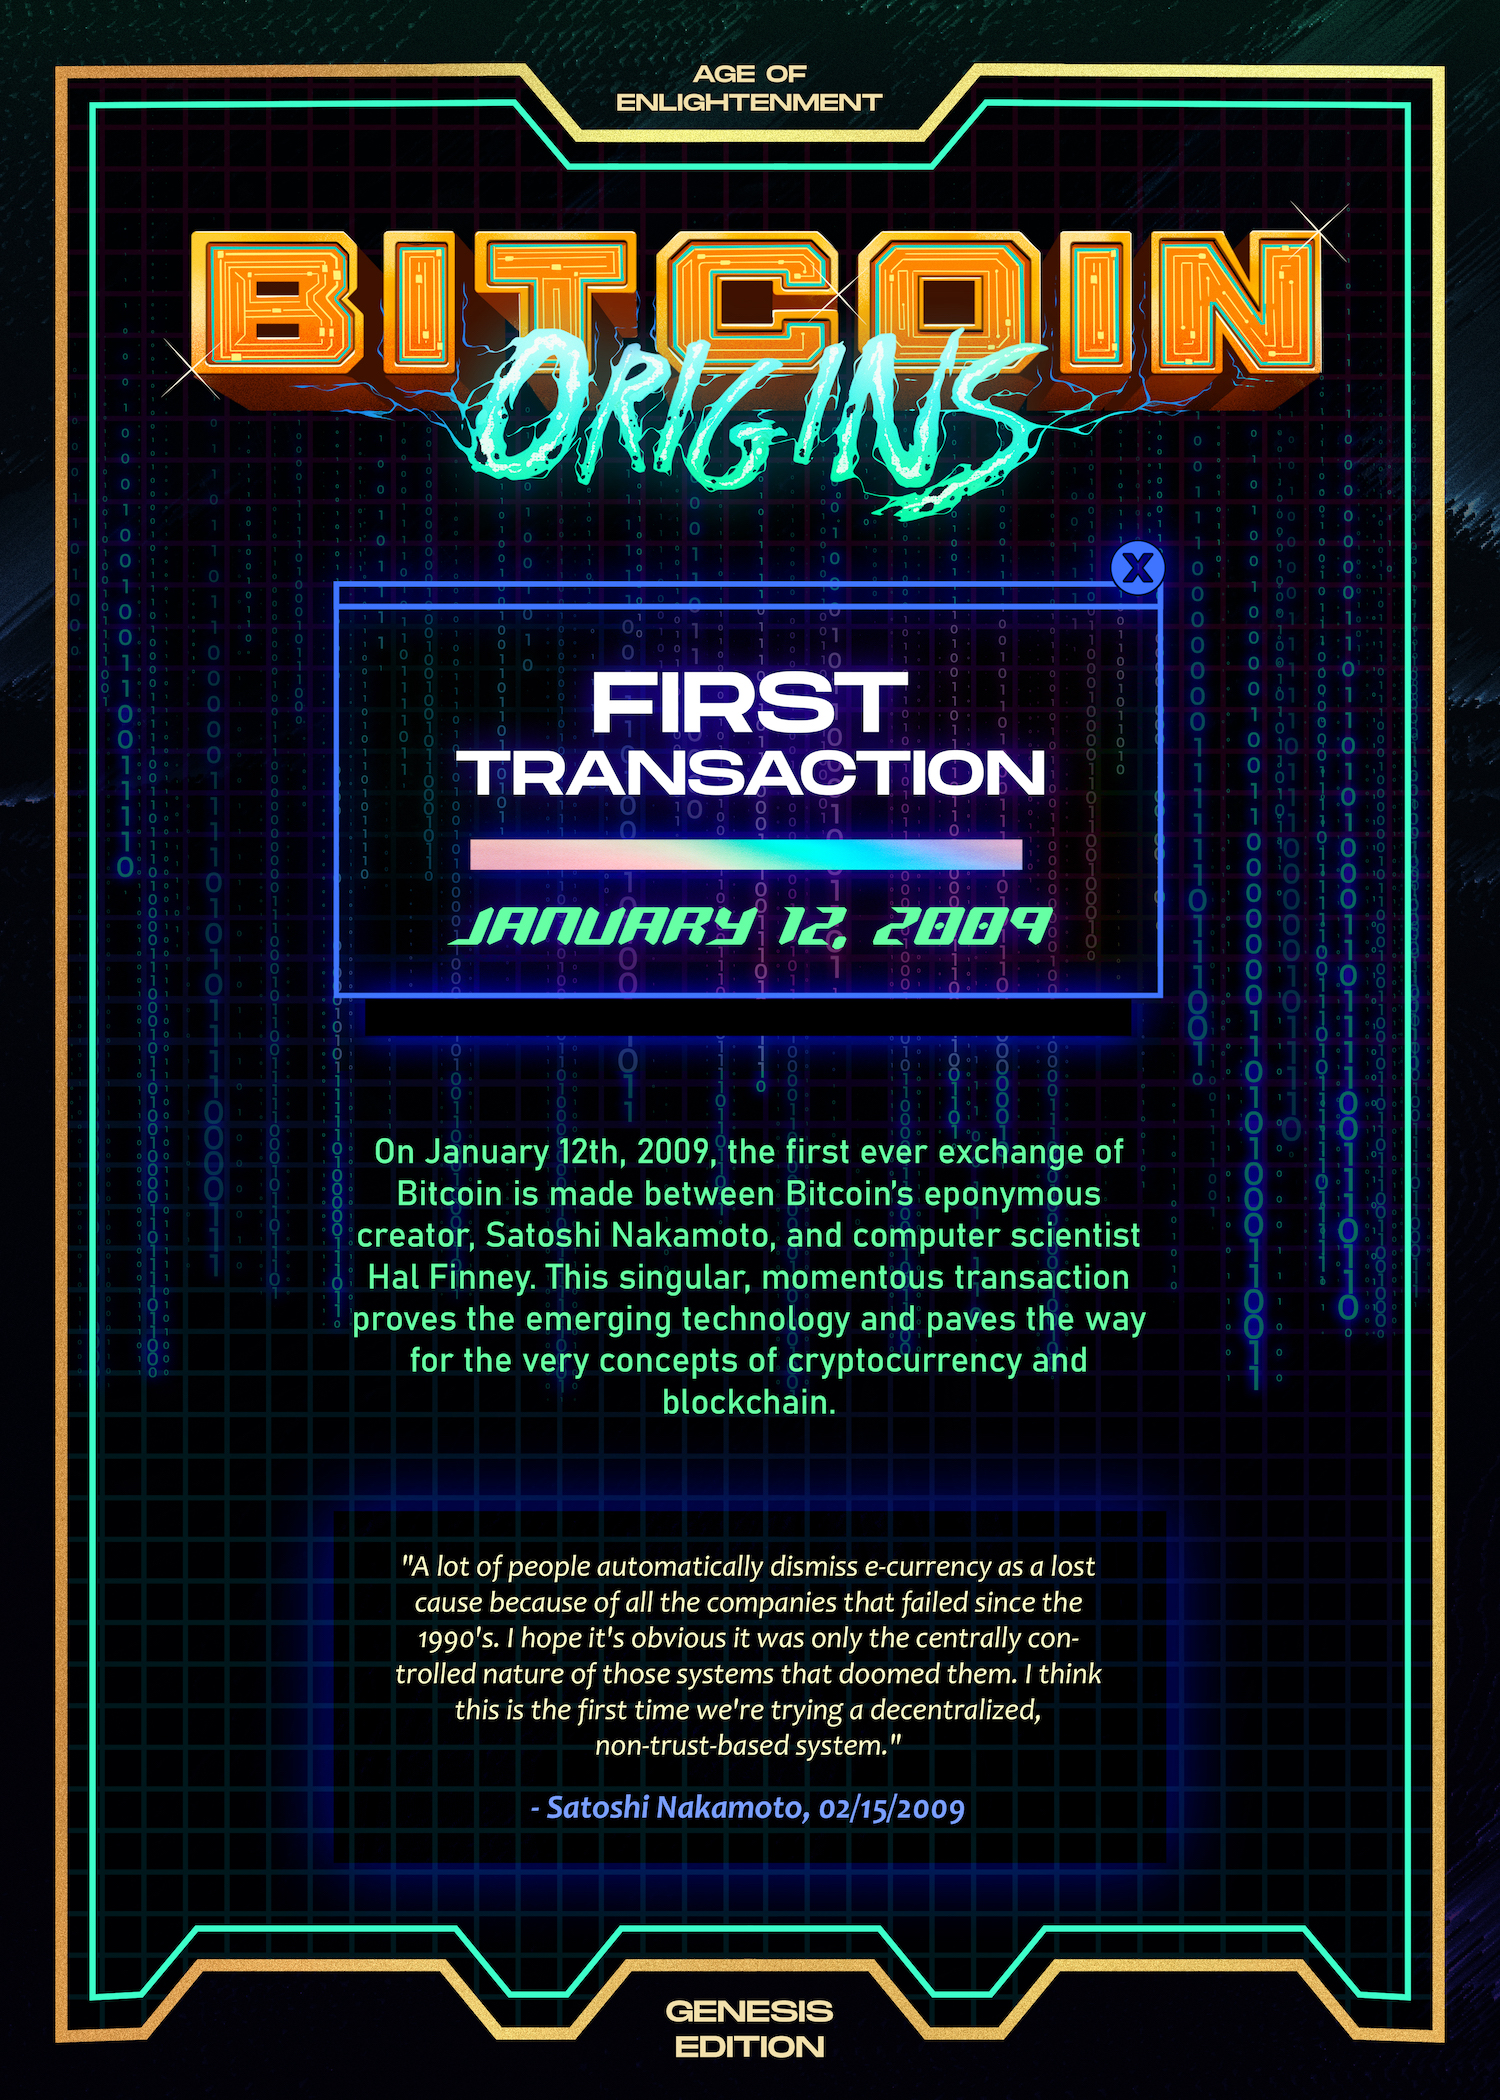 AGE OF
ENLIGHTENMENT
BITCOIN
ORIGINS
X
FIRST
TRANSACTION
JANUARY 12, 2009
On January 12th, 2009, the first ever exchange of
Bitcoin is made between Bitcoin’s eponymous
creator, Satoshi Nakamoto, and computer scientist
Hal Finney. This singular, momentous transaction
proves the emerging technology and paves the way
for the very concepts of cryptocurrency and
blockchain.
"A lot of people automatically dismiss e-currency as a lost
cause because of all the companies that failed since the
1990's. I hope it's obvious it was only the centrally con-
trolled nature of those systems that doomed them. I think
this is the first time we're trying a decentralized,
non-trust-based system."
- Satoshi Nakamoto, 02/15/2009
GENESIS
EDITION